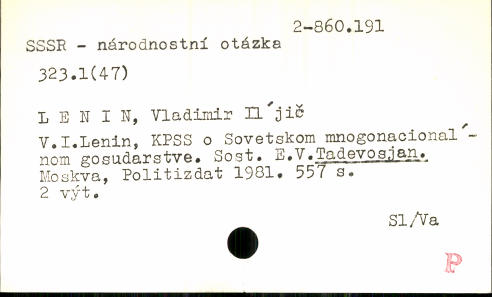 2-860.191
SSSR - národnostní otázka
323.1(47)
L E N I N, Vladimir Il´jič
V.I.Lenin, KPSS o Sovetskom mnogonacional´-
nom gosudarstve. Sost. E.V.Tadevosjan.
Moskva, Politizdat 1981. 557 s.
2 výt.
Sl/Va
P